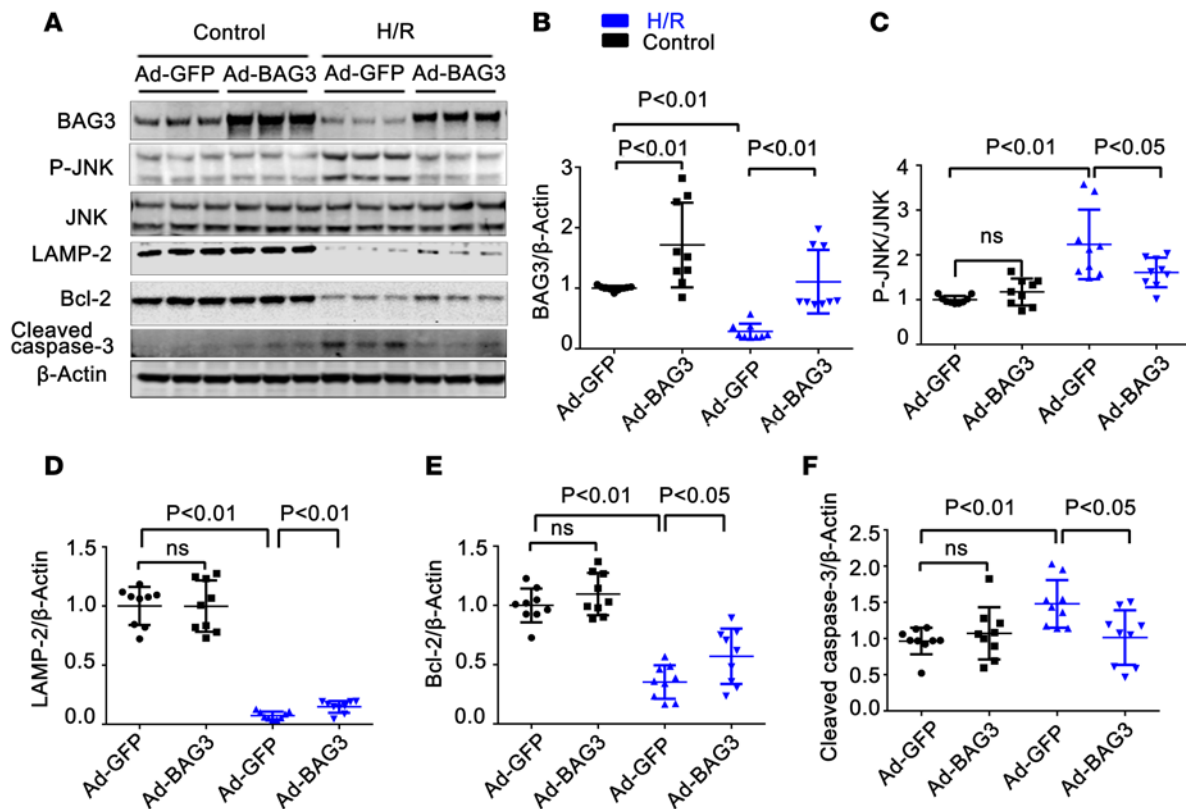 A
Control H/R
Ad-GFP Ad-BAG3 Ad-GFP Ad-BAG3
BAG3
P-JNK
JNK
LAMP-2
Bcl-2
Cleaved
caspase-3
β-Actin
B
H/R
Control
P<0.01
P<0.01 P<0.01
BAG3/β-Actin
3
2
1
0
Ad-GFP
Ad-BAG3
Ad-GFP
Ad-BAG3
C
P<0.01 P<0.05
ns
P-JNK/JNK
4
3
2
1
0
Ad-GFP
Ad-BAG3
Ad-GFP
Ad-BAG3
D
P<0.01 P<0.01
ns
LAMP-2/β-Actin
1.5
1.0
0.5
0.0
Ad-GFP
Ad-BAG3
Ad-GFP
Ad-BAG3
E
P<0.01 P<0.05
ns
Bcl-2/β-Actin
1.5
1.0
0.5
0.0
Ad-GFP
Ad-BAG3
Ad-GFP
Ad-BAG3
F
P<0.01 P<0.05
ns
Cleaved caspase-3/β-Actin
2.5
2.0
1.5
1.0
0.5
0.0
Ad-GFP
Ad-BAG3
Ad-GFP
Ad-BAG3